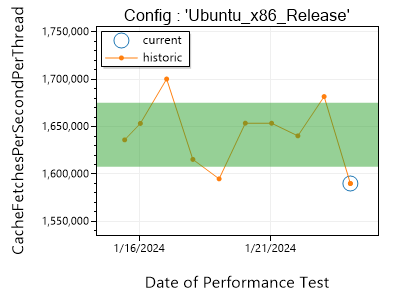 Config : 'Ubuntu_x86_Release'
current
historic
CacheFetchesPerSecondPerThread
1,750,000
1,700,000
1,650,000
1,600,000
1,550,000
1/16/2024
1/21/2024
Date of Performance Test